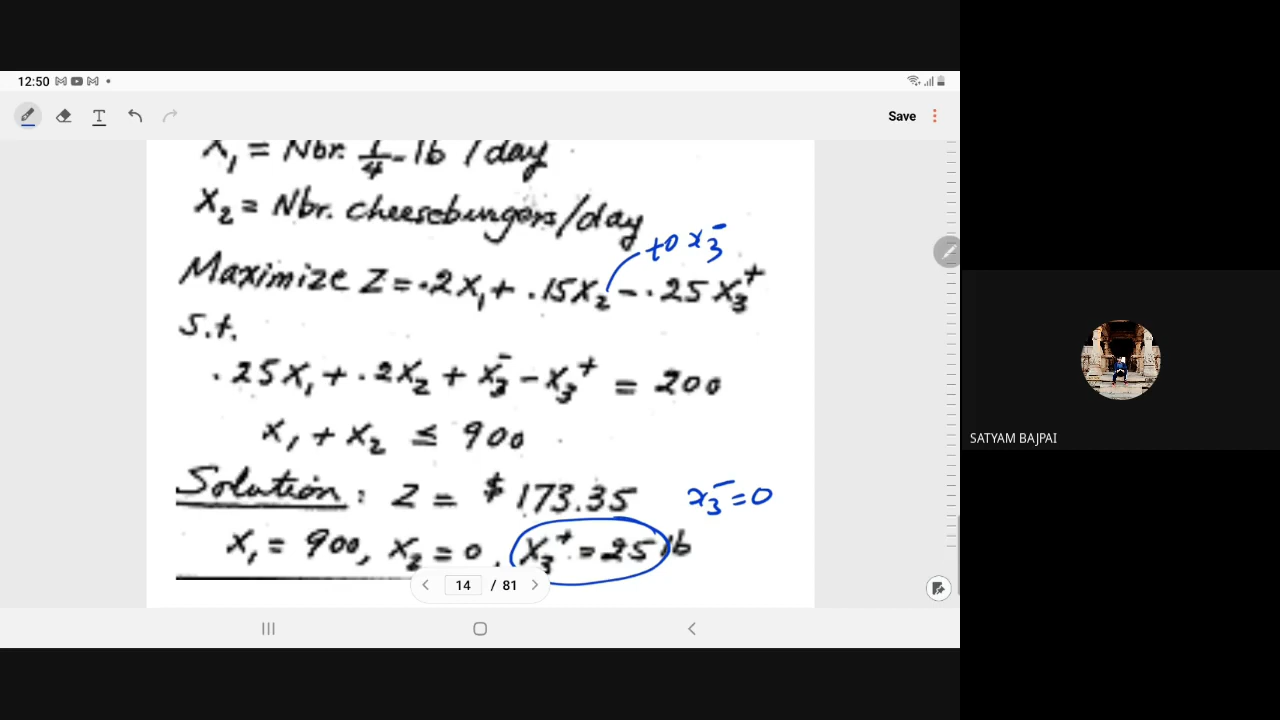 12:50
Save
X₁ = Nbr. 1/4-lb /day
X₂ = Nbr. cheeseburgers/day
+0 x₃⁻
Maximize Z = .2X₁ + .15X₂ - .25X₃⁺
S.t.
.25X₁ + .2X₂ + X₃⁻ - X₃⁺ = 200
X₁ + X₂ ≤ 900
Solution: Z = $173.35
x₃⁻ = 0
X₁ = 900, X₂ = 0, X₃⁺ = 25 lb
14 / 81
SATYAM BAJPAI